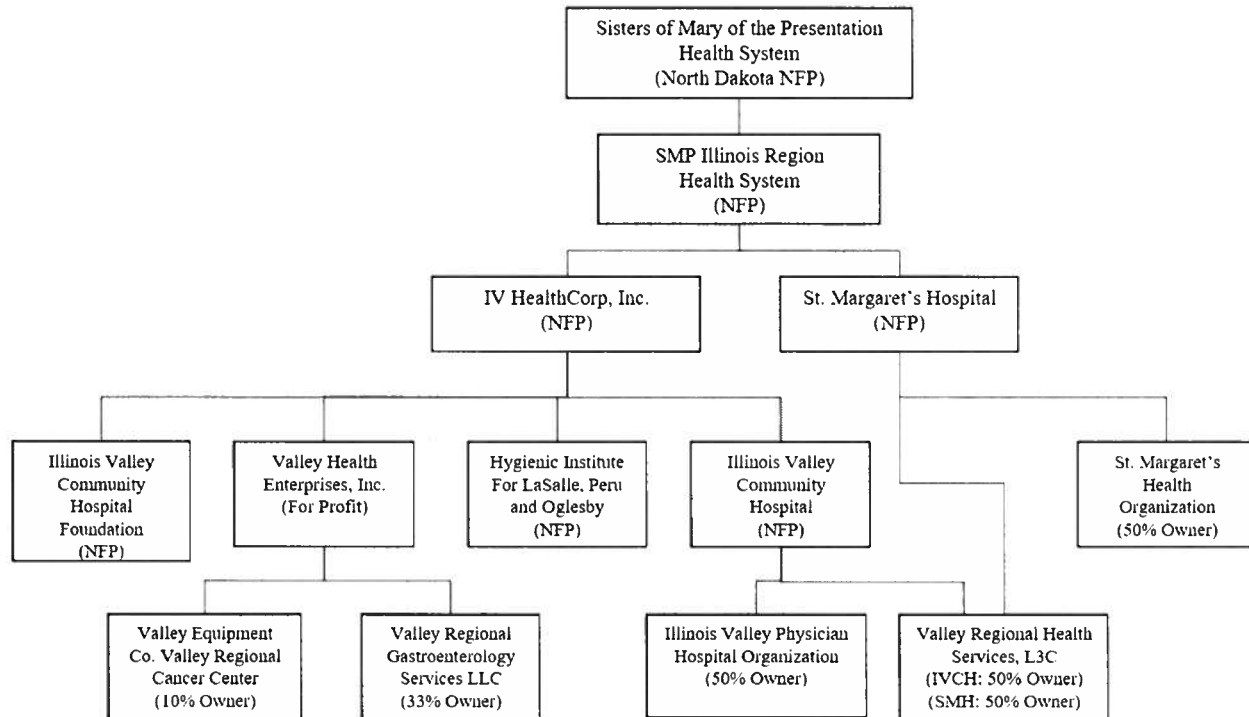 Sisters of Mary of the Presentation
Health System
(North Dakota NFP)
SMP Illinois Region
Health System
(NFP)
IV HealthCorp, Inc.
(NFP)
St. Margaret's Hospital
(NFP)
Illinois Valley
Community
Hospital
Foundation
(NFP)
Valley Health
Enterprises, Inc.
(For Profit)
Hygienic Institute
For LaSalle, Peru
and Oglesby
(NFP)
Illinois Valley
Community
Hospital
(NFP)
St. Margaret's
Health
Organization
(50% Owner)
Valley Equipment
Co. Valley Regional
Cancer Center
(10% Owner)
Valley Regional
Gastroenterology
Services LLC
(33% Owner)
Illinois Valley Physician
Hospital Organization
(50% Owner)
Valley Regional Health
Services, L3C
(IVCH: 50% Owner)
(SMH: 50% Owner)